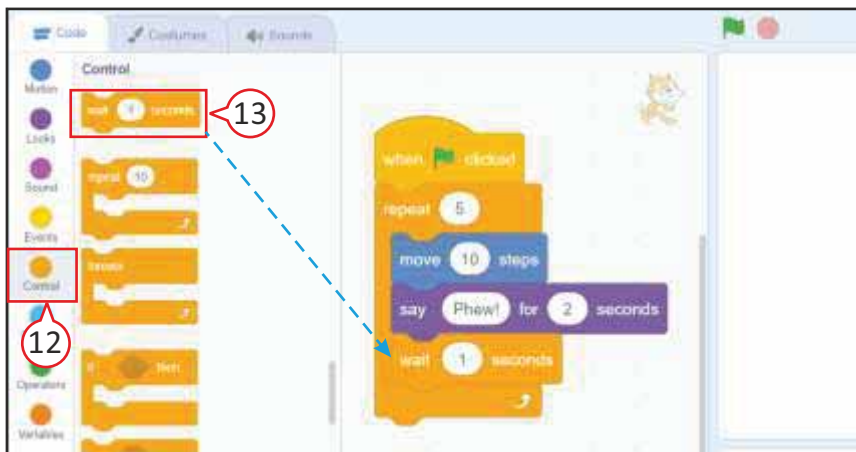 Code Costumes Sounds
Control
Motion
Looks
Sound
Events
Control
Operators
Variables
wait 1 seconds
13
repeat 10
forever
12
if then
when clicked
repeat 5
move 10 steps
say Phew! for 2 seconds
wait 1 seconds